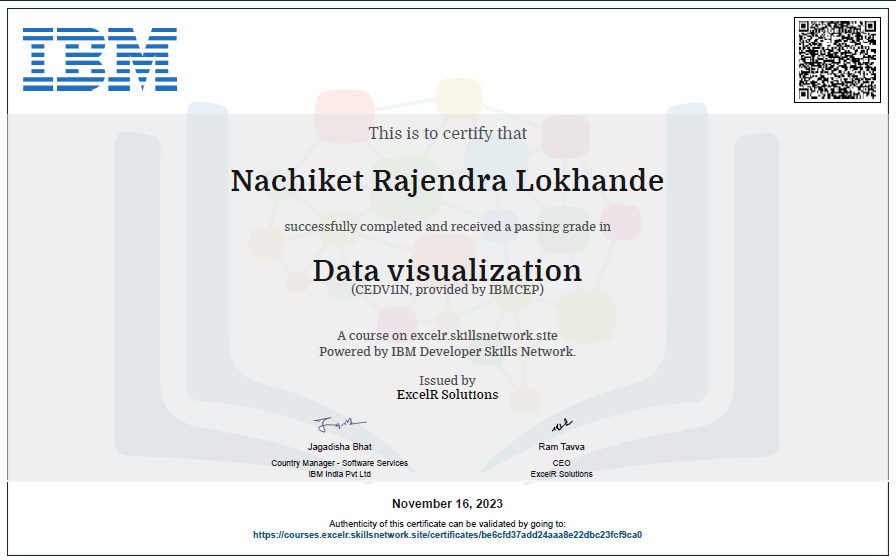 IBM
This is to certify that
Nachiket Rajendra Lokhande
successfully completed and received a passing grade in
Data visualization
(CEDV1IN, provided by IBMCEP)
A course on excelr.skillsnetwork.site
Powered by IBM Developer Skills Network.
Issued by
ExcelR Solutions
Jagadisha Bhat
Country Manager - Software Services
IBM India Pvt Ltd
Ram Tavva
CEO
ExcelR Solutions
November 16, 2023
Authenticity of this certificate can be validated by going to:
https://courses.excelr.skillsnetwork.site/certificates/be6cfd37add24aaa8e22dbc23fcf9ca0